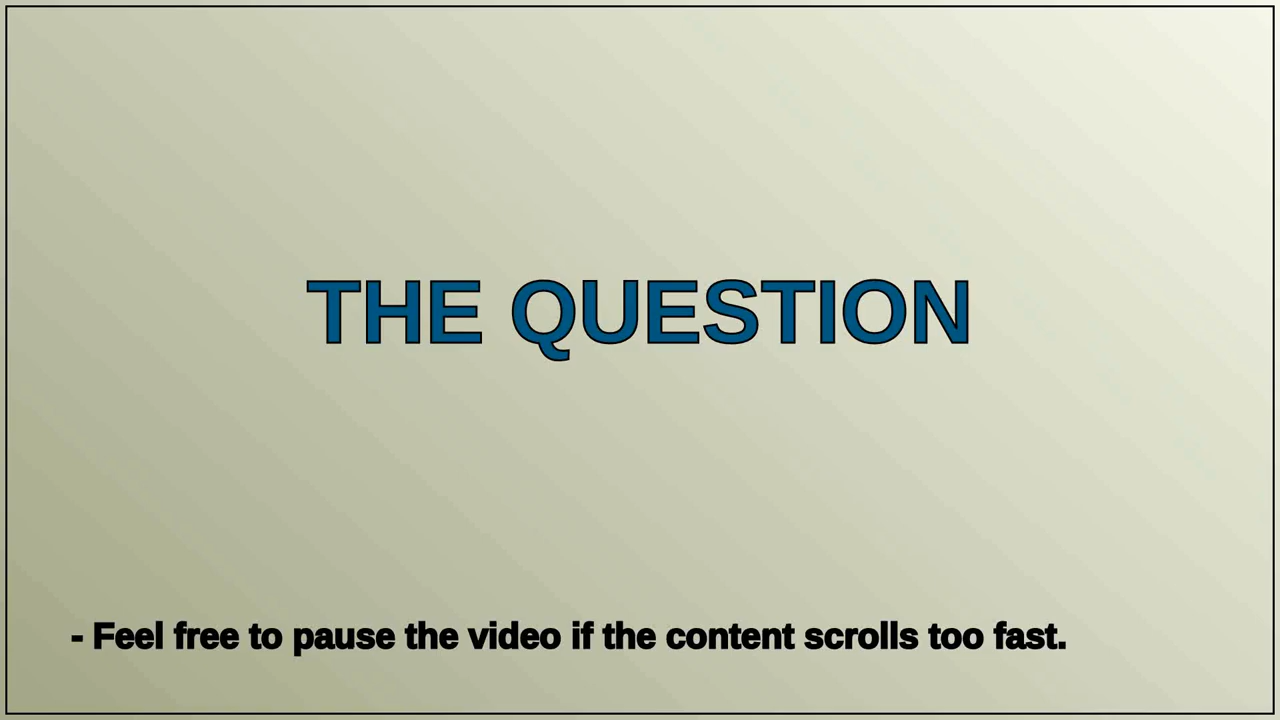 THE QUESTION
- Feel free to pause the video if the content scrolls too fast.